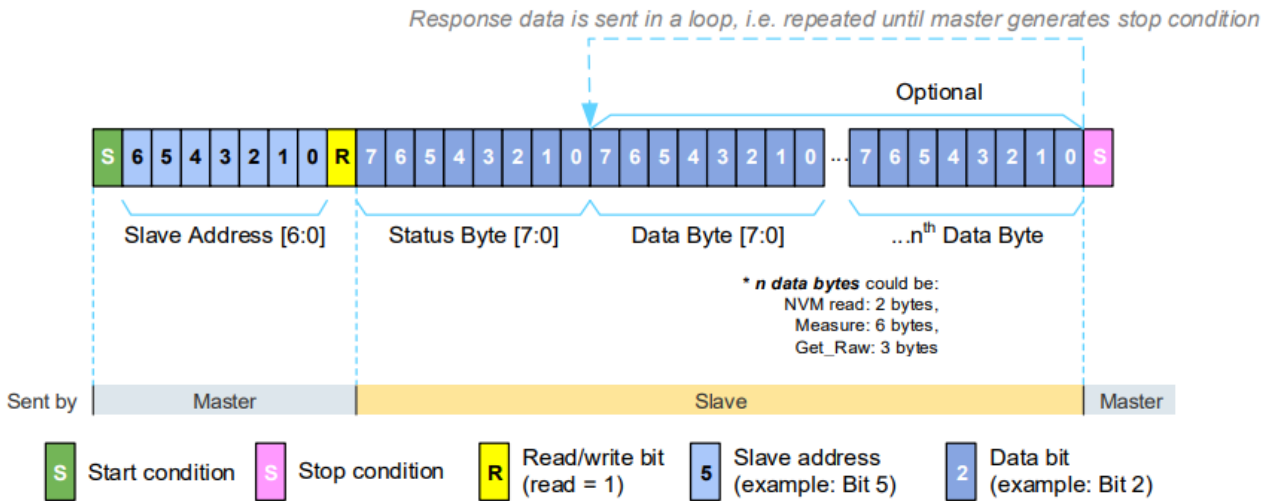 Response data is sent in a loop, i.e. repeated until master generates stop condition
Optional
S 6 5 4 3 2 1 0 R 7 6 5 4 3 2 1 0 7 6 5 4 3 2 1 0 ... 7 6 5 4 3 2 1 0 S
Slave Address [6:0] Status Byte [7:0] Data Byte [7:0] ...nth Data Byte
* n data bytes could be:
NVM read: 2 bytes,
Measure: 6 bytes,
Get_Raw: 3 bytes
Sent by Master Slave Master
S Start condition S Stop condition R Read/write bit 5 Slave address 2 Data bit
(read = 1) (example: Bit 5) (example: Bit 2)